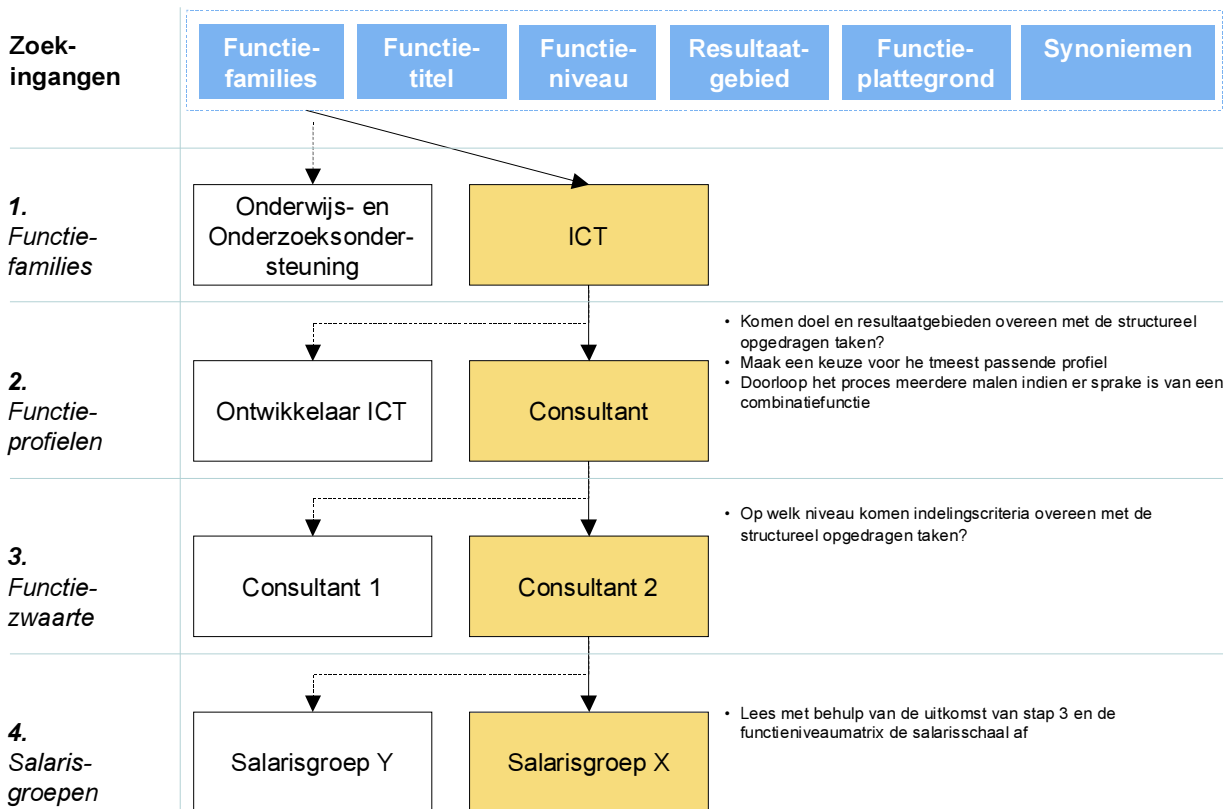 Zoek-
ingangen
Functie-
families
Functie-
titel
Functie-
niveau
Resultaat-
gebied
Functie-
plattegrond
Synoniemen
1.
Functie-
families
Onderwijs- en
Onderzoeksonder-
steuning
ICT
2.
Functie-
profielen
Ontwikkelaar ICT
Consultant
• Komen doel en resultaatgebieden overeen met de structureel
opgedragen taken?
• Maak een keuze voor he tmeest passende profiel
• Doorloop het proces meerdere malen indien er sprake is van een
combinatiefunctie
3.
Functie-
zwaarte
Consultant 1
Consultant 2
• Op welk niveau komen indelingscriteria overeen met de
structureel opgedragen taken?
4.
Salaris-
groepen
Salarisgroep Y
Salarisgroep X
• Lees met behulp van de uitkomst van stap 3 en de
functieniveaumatrix de salarisschaal af